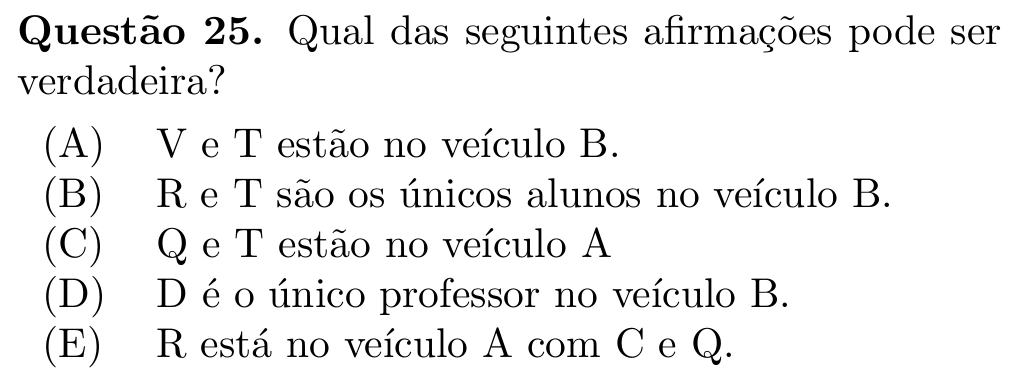 Questão 25. Qual das seguintes afirmações pode ser
verdadeira?
(A) V e T estão no veículo B.
(B) R e T são os únicos alunos no veículo B.
(C) Q e T estão no veículo A
(D) D é o único professor no veículo B.
(E) R está no veículo A com C e Q.